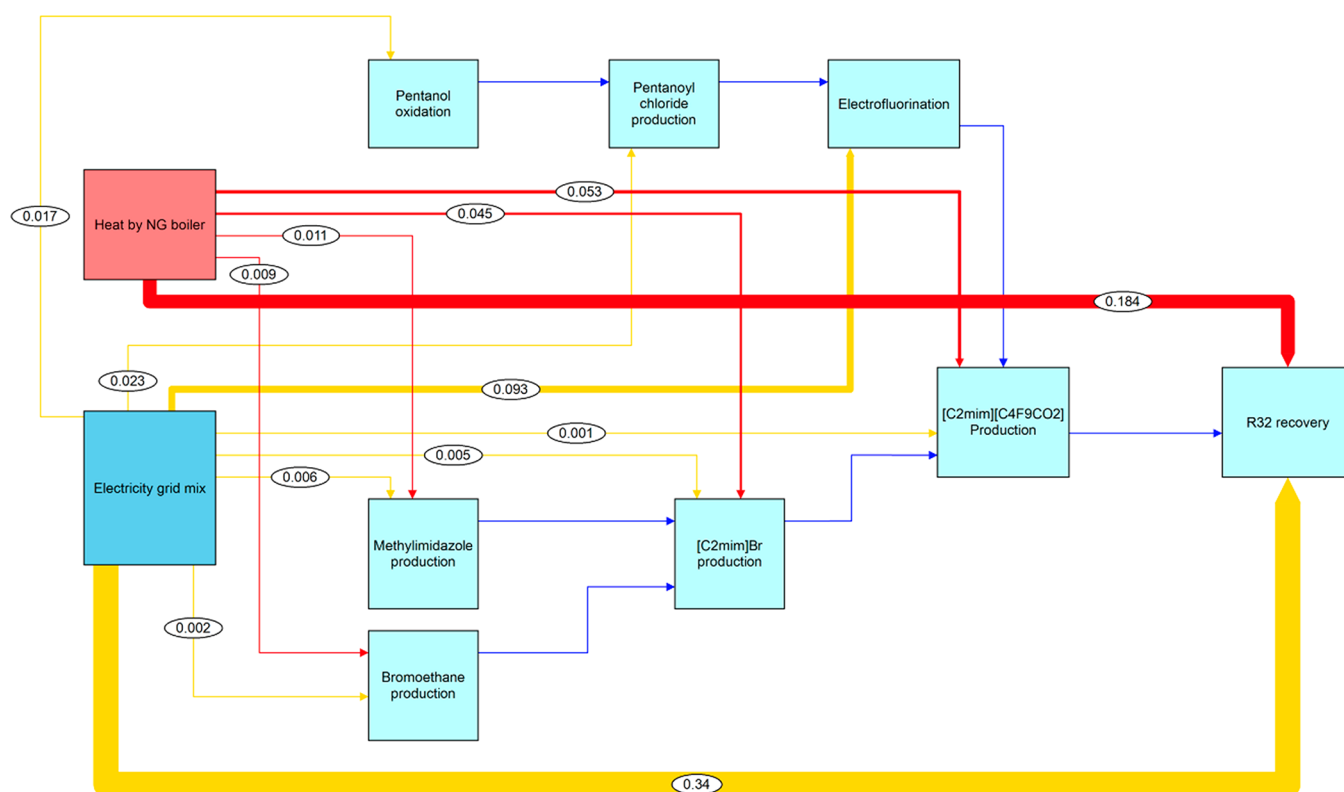 Pentanol
oxidation
Pentanoyl
chloride
production
Electrofluorination
0.053
0.017
0.045
Heat by NG boiler
0.011
0.009
0.184
0.023
0.093
[C2mim][C4F9CO2]
Production
R32 recovery
0.001
0.005
0.006
Electricity grid mix
Methylimidazole
production
[C2mim]Br
production
0.002
Bromoethane
production
0.34